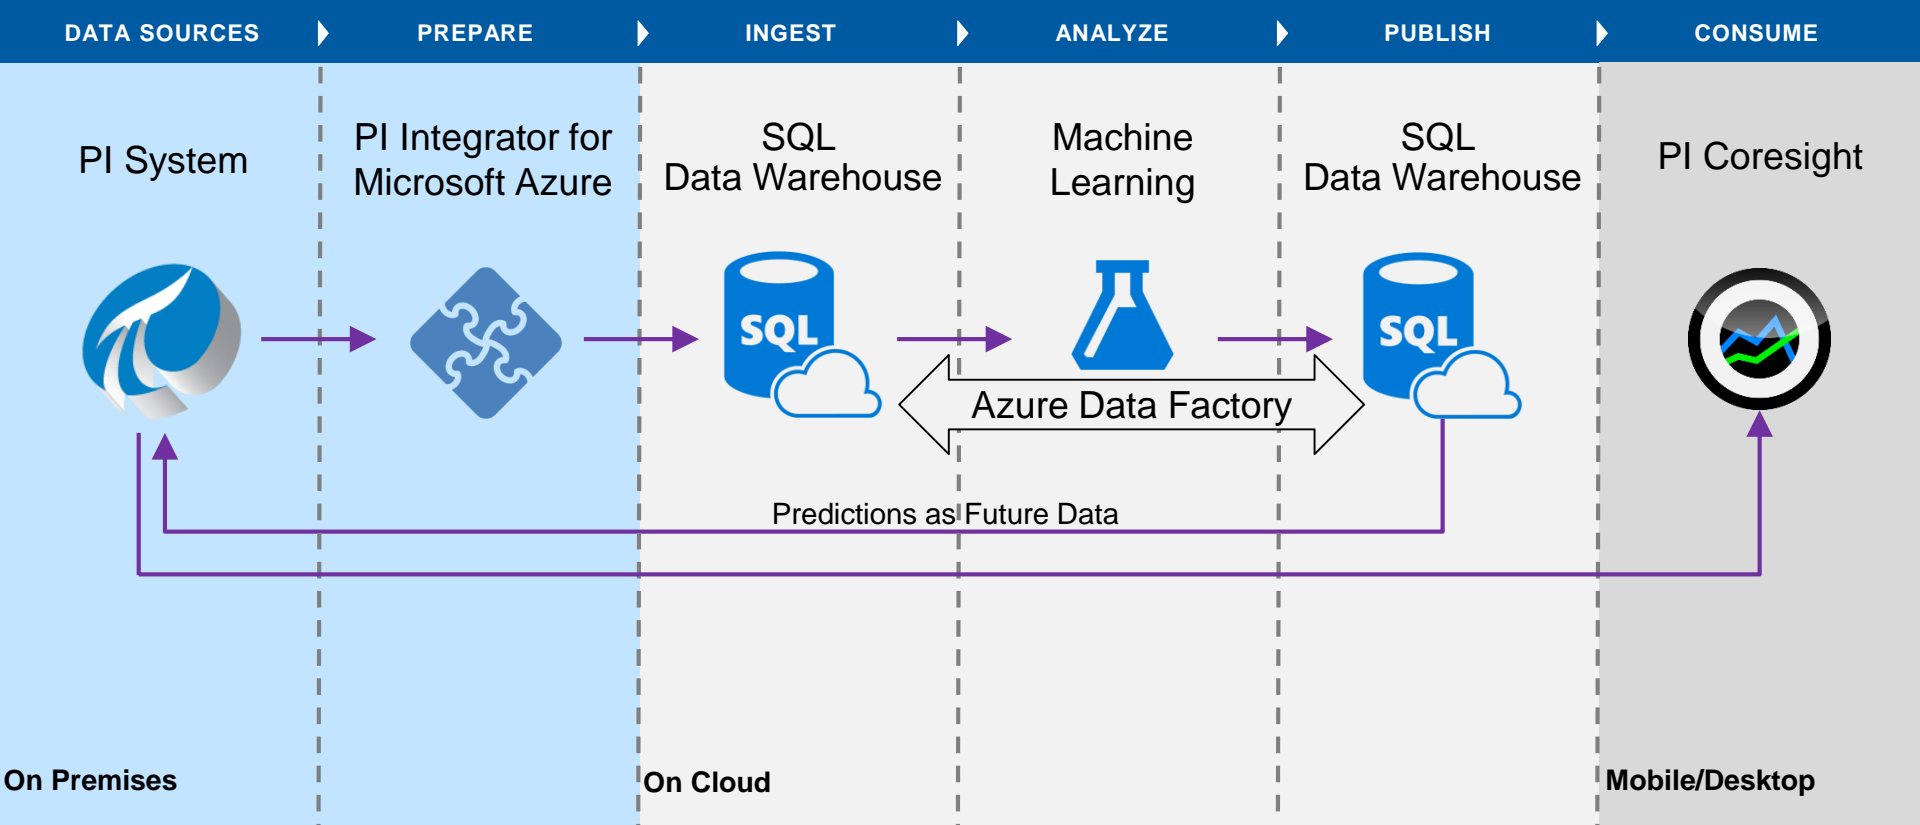 DATA SOURCES
PREPARE
INGEST
ANALYZE
PUBLISH
CONSUME
PI System
PI Integrator for
Microsoft Azure
SQL
Data Warehouse
Machine
Learning
SQL
Data Warehouse
PI Coresight
SQL
SQL
Azure Data Factory
Predictions as Future Data
On Premises
On Cloud
Mobile/Desktop